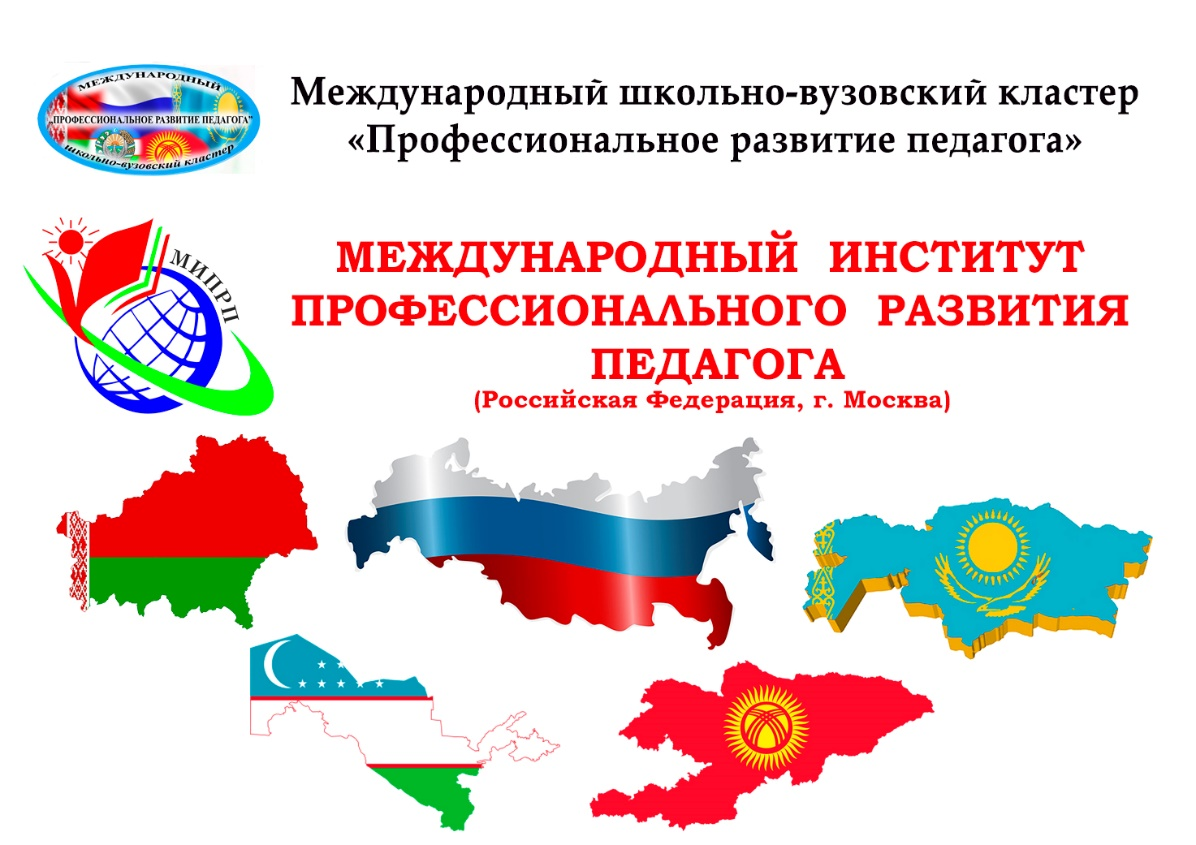 МЕЖДУНАРОДНЫЙ
"ПРОФЕССИОНАЛЬНОЕ РАЗВИТИЕ ПЕДАГОГА"
школьно-вузовский кластер
Международный школьно-вузовский кластер
«Профессиональное развитие педагога»
МИПРП
МЕЖДУНАРОДНЫЙ ИНСТИТУТ
ПРОФЕССИОНАЛЬНОГО РАЗВИТИЯ
ПЕДАГОГА
(Российская Федерация, г. Москва)